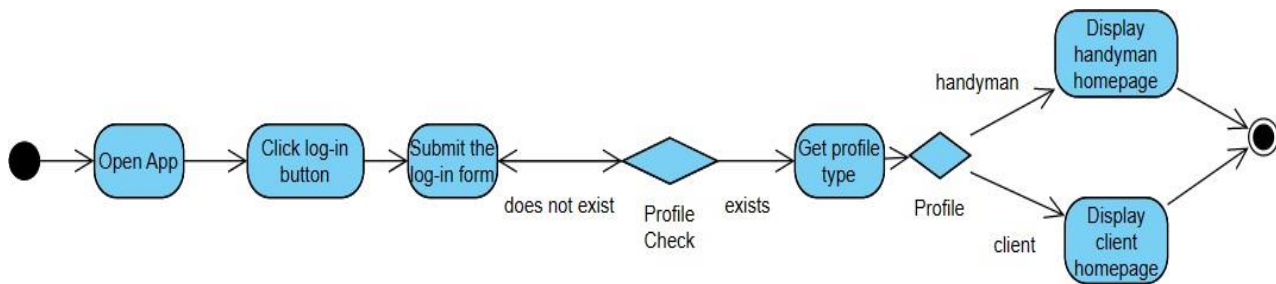 Open App
Click log-in
button
Submit the
log-in form
does not exist
Profile
Check
exists
Get profile
type
Profile
handyman
Display
handyman
homepage
client
Display
client
homepage